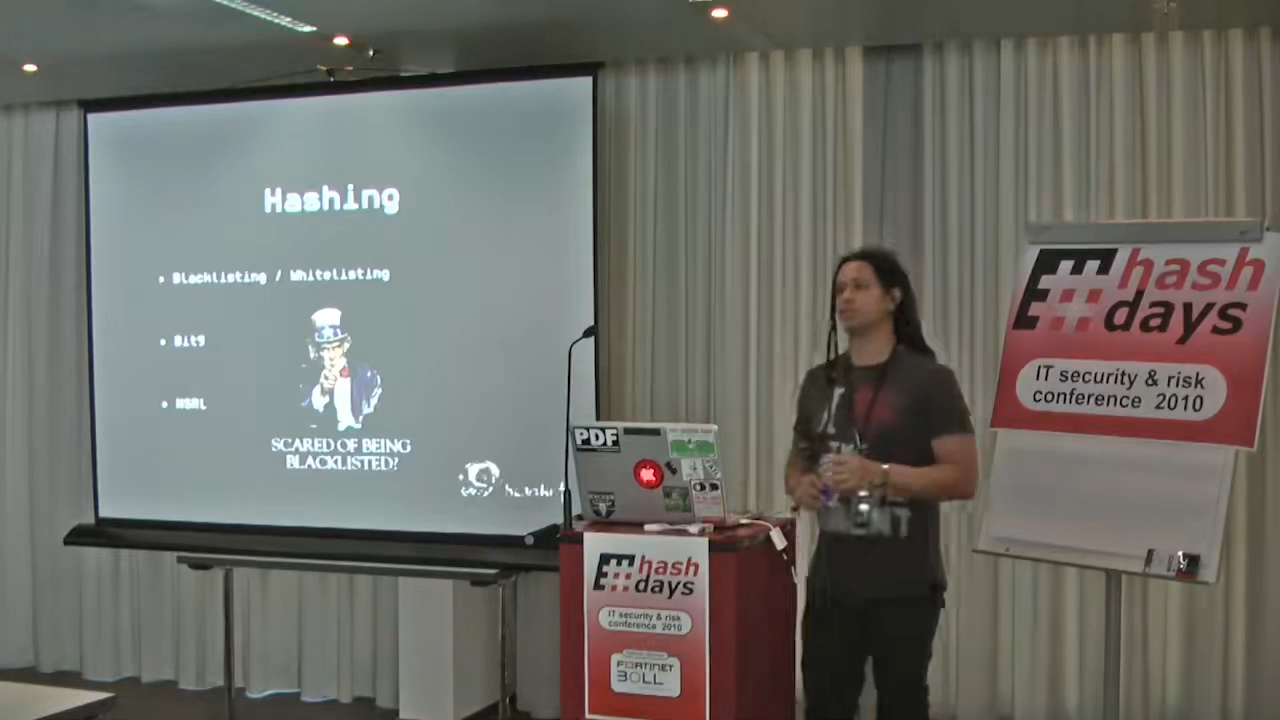 Hashing
• Blacklisting / Whitelisting
• Bit9
• NSRL
SCARED OF BEING
BLACKLISTED?
PDF
hash
days
IT security & risk
conference 2010
FORTINET
BOLL
hash
days
IT security & risk
conference 2010